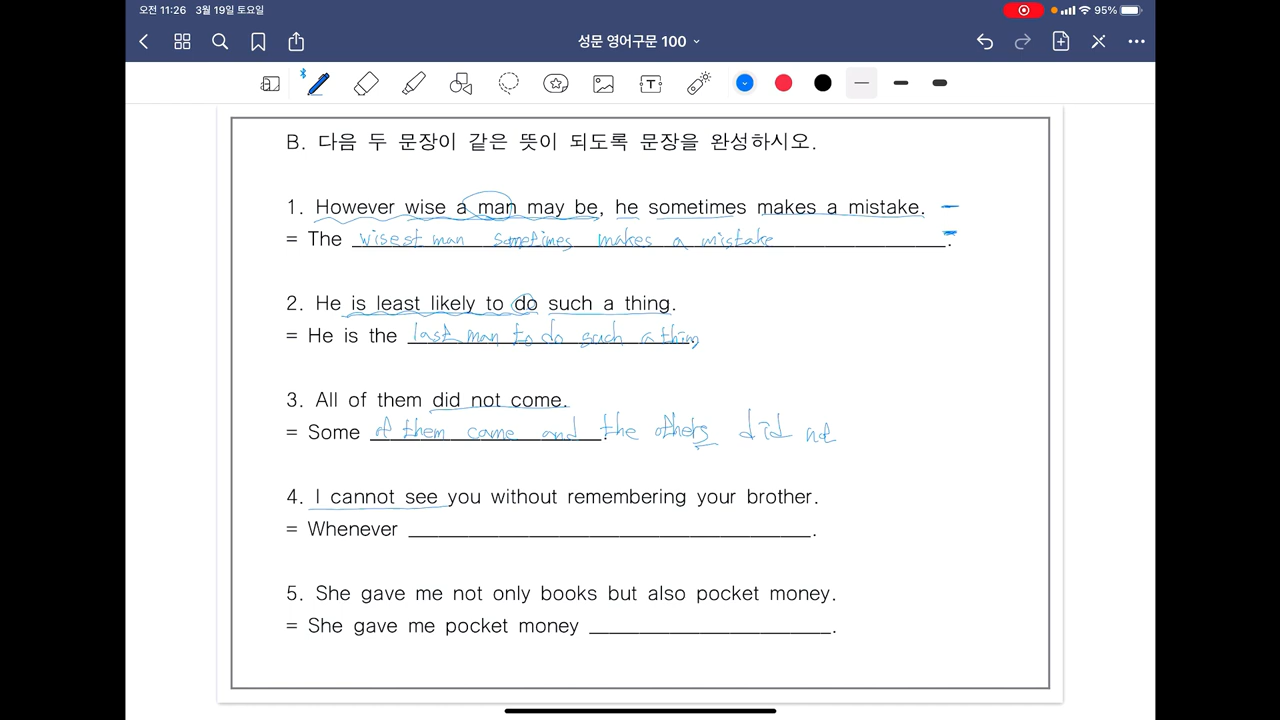 오전 11:26 3월 19일 토요일 95%
성문 영어구문 100
B. 다음 두 문장이 같은 뜻이 되도록 문장을 완성하시오.
1. However wise a man may be, he sometimes makes a mistake.
= The wisest man sometimes makes a mistake.
2. He is least likely to do such a thing.
= He is the last man to do such a thing.
3. All of them did not come.
= Some of them came and the others did not
4. I cannot see you without remembering your brother.
= Whenever .
5. She gave me not only books but also pocket money.
= She gave me pocket money .